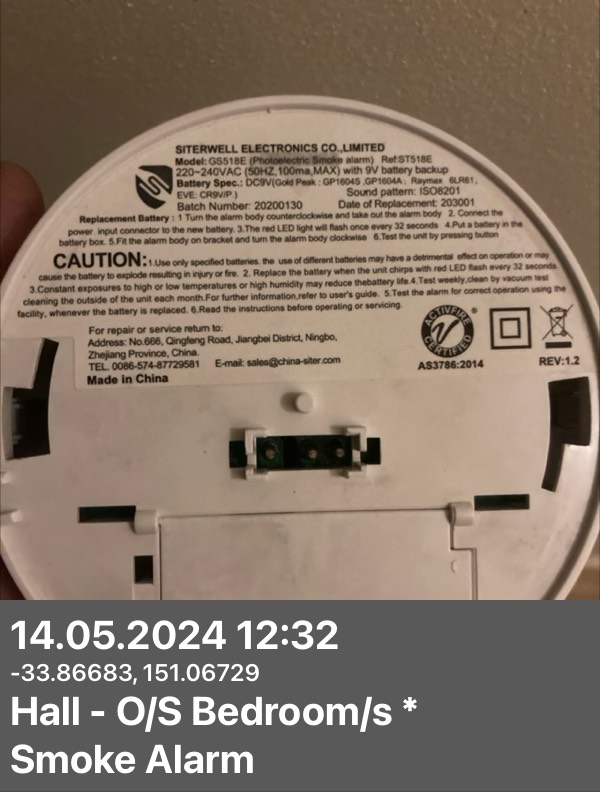 SITERWELL ELECTRONICS CO.,LIMITED
Model: GS518E (Photoelectric Smoke alarm) Ref:ST518E
220~240VAC (50HZ,100ma,MAX) with 9V battery backup
Battery Spec.: DC9V(Gold Peak : GP1604S ,GP1604A , Raymax 6LR61,
EVE: CR9V/P ) Sound pattern: ISO8201
Batch Number: 20200130 Date of Replacement: 203001
Replacement Battery : 1 Turn the alarm body counterclockwise and take out the alarm body 2. Connect the
power input connector to the new battery. 3.The red LED light will flash once every 32 seconds 4.Put a battery in the
battery box. 5.Fit the alarm body on bracket and turn the alarm body clockwise 6.Test the unit by pressing button
CAUTION:1.Use only specified batteries. the use of different batteries may have a detrimental effect on operation or may
cause the battery to explode resulting in injury or fire. 2. Replace the battery when the unit chirps with red LED flash every 32 seconds.
3.Constant exposures to high or low temperatures or high humidity may reduce thebattery life.4.Test weekly,clean by vacuum test
cleaning the outside of the unit each month.For further information,refer to user's guide. 5.Test the alarm for correct operation using the
facility, whenever the battery is replaced. 6.Read the instructions before operating or servicing.
For repair or service return to:
Address: No.666, Qingfeng Road, Jiangbei District, Ningbo,
Zhejiang Province, China.
TEL. 0086-574-87729581 E-mail: sales@china-siter.com
Made in China
ACTIVFIRE ®
CERTIFIED
AS3786:2014
REV:1.2
14.05.2024 12:32
-33.86683, 151.06729
Hall - O/S Bedroom/s *
Smoke Alarm